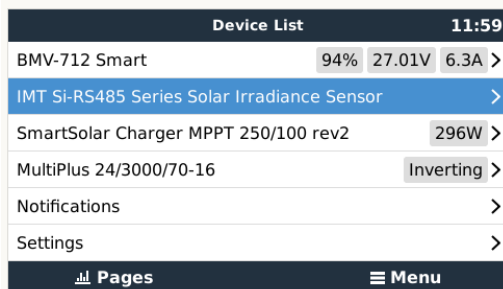 Device List 11:59
BMV-712 Smart 94% 27.01V 6.3A
IMT Si-RS485 Series Solar Irradiance Sensor
SmartSolar Charger MPPT 250/100 rev2 296W
MultiPlus 24/3000/70-16 Inverting
Notifications
Settings
Pages Menu